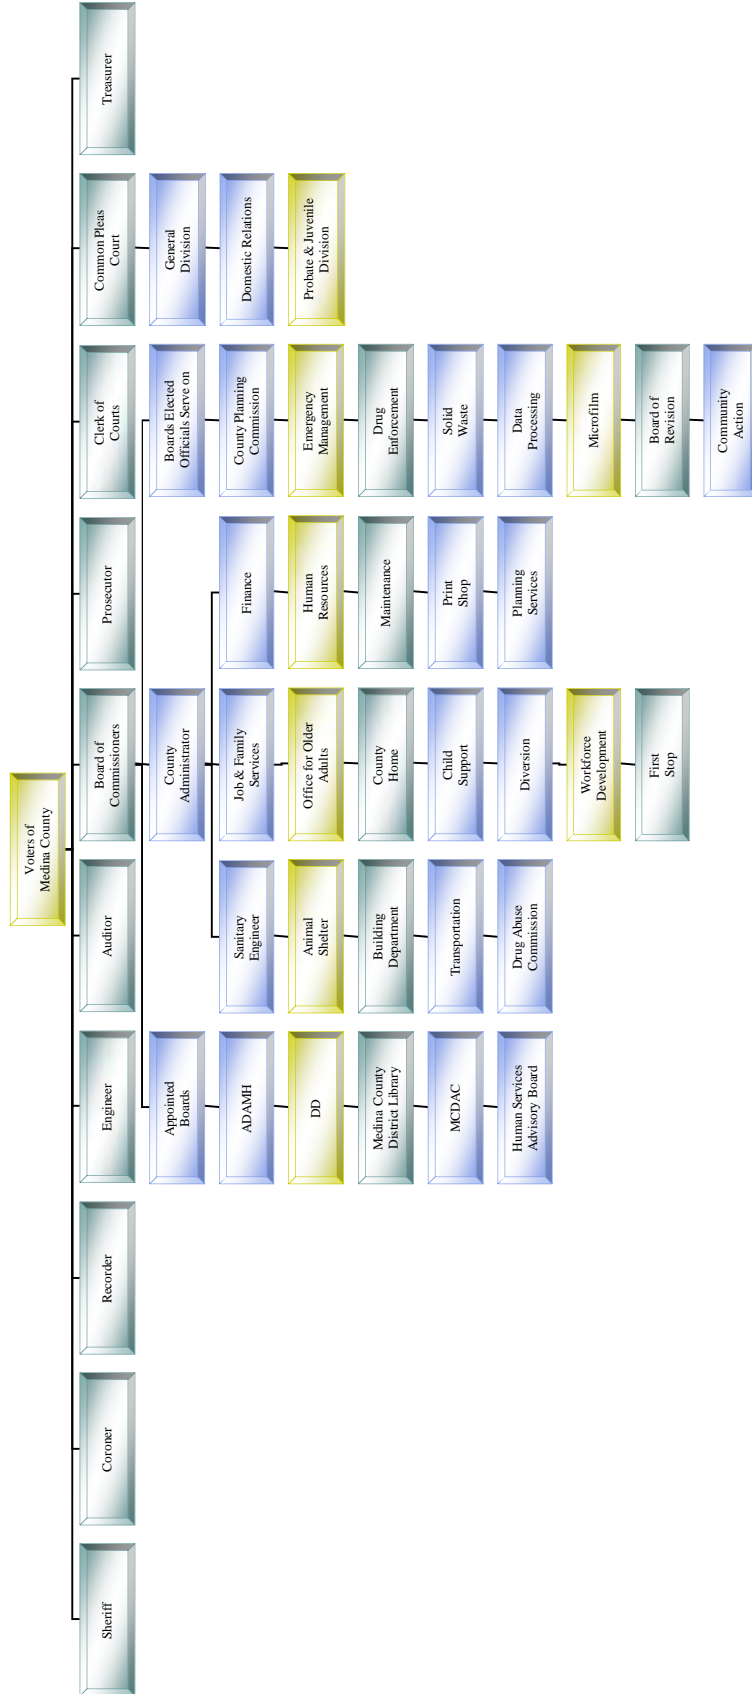 Voters of
Medina County
Sheriff
Coroner
Recorder
Engineer
Auditor
Board of
Commissioners
Prosecutor
Clerk of
Courts
Common Pleas
Court
Treasurer
Appointed
Boards
County
Administrator
Boards Elected
Officials Serve on
General
Division
ADAMH
Sanitary
Engineer
Job & Family
Services
Finance
County Planning
Commission
Domestic Relations
DD
Animal
Shelter
Office for Older
Adults
Human
Resources
Emergency
Management
Probate & Juvenile
Division
Medina County
District Library
Building
Department
County
Home
Maintenance
Drug
Enforcement
MCDAC
Transportation
Child
Support
Print
Shop
Solid
Waste
Human Services
Advisory Board
Drug Abuse
Commission
Diversion
Planning
Services
Data
Processing
Workforce
Development
Microfilm
First
Stop
Board of
Revision
Community
Action